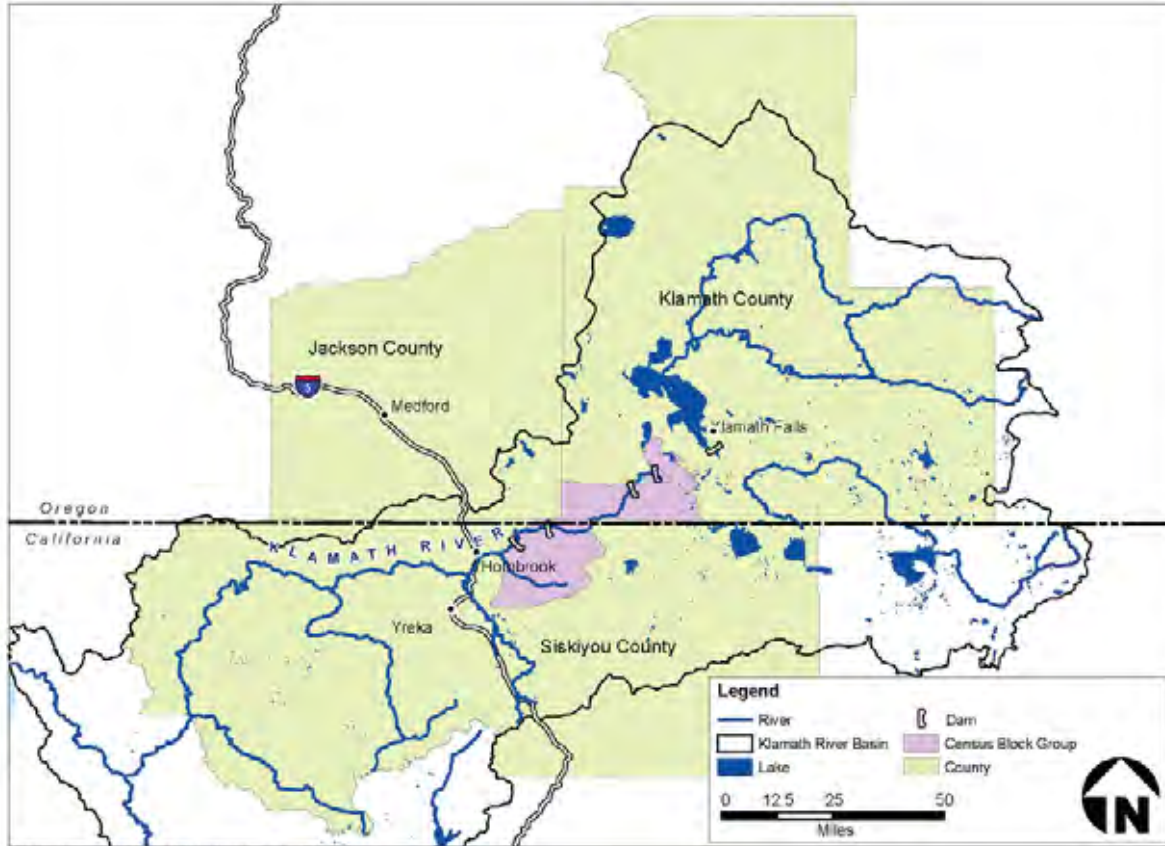 Klamath County
Jackson County
5
Medford
Klamath Falls
Oregon
California
KLAMATH RIVER
Hornbrook
Yreka
Siskiyou County
Legend
River
Dam
Klamath River Basin
Census Block Group
Lake
County
0 12.5 25 50
Miles
N